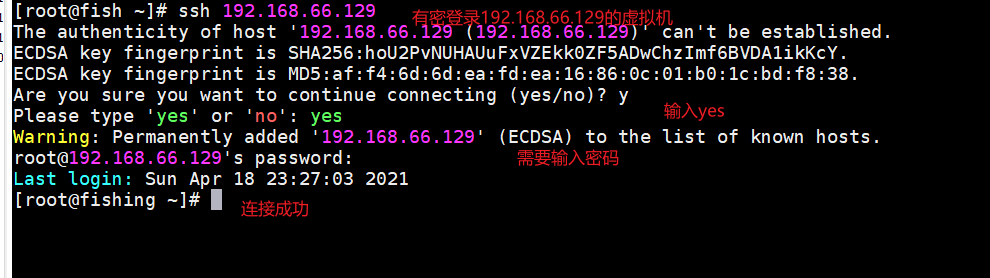 [root@fish ~]# ssh 192.168.66.129 有密登录192.168.66.129的虚拟机
The authenticity of host '192.168.66.129 (192.168.66.129)' can't be established.
ECDSA key fingerprint is SHA256:hoU2PvNUHAUuFxVZEkk0ZF5ADwChzImf6BVDA1ikKcY.
ECDSA key fingerprint is MD5:af:f4:6d:6d:ea:fd:ea:16:86:0c:01:b0:1c:bd:f8:38.
Are you sure you want to continue connecting (yes/no)? y
Please type 'yes' or 'no': yes 输入yes
Warning: Permanently added '192.168.66.129' (ECDSA) to the list of known hosts.
root@192.168.66.129's password: 需要输入密码
Last login: Sun Apr 18 23:27:03 2021
[root@fishing ~]# 连接成功